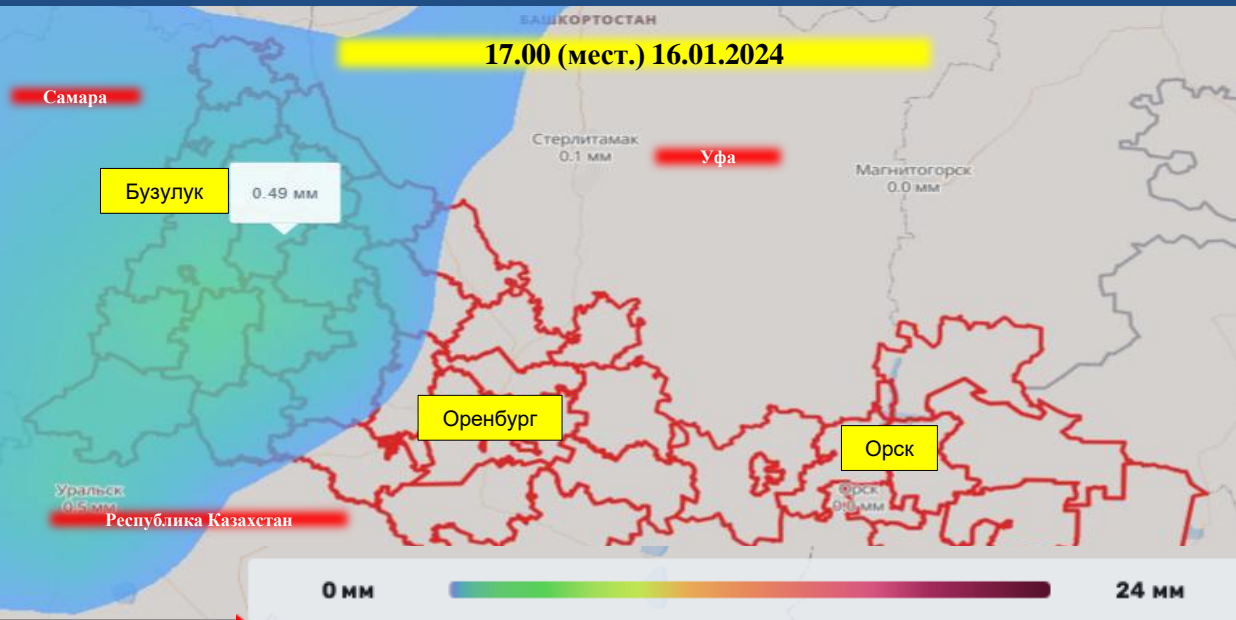 БАШКОРТОСТАН
17.00 (мест.) 16.01.2024
Самара
Стерлитамак
0.1 мм
Уфа
Магнитогорск
0.0 мм
Бузулук
0.49 мм
Оренбург
Орск
Уральск
0.5 мм
Орск
0.0 мм
Республика Казахстан
0 мм
24 мм